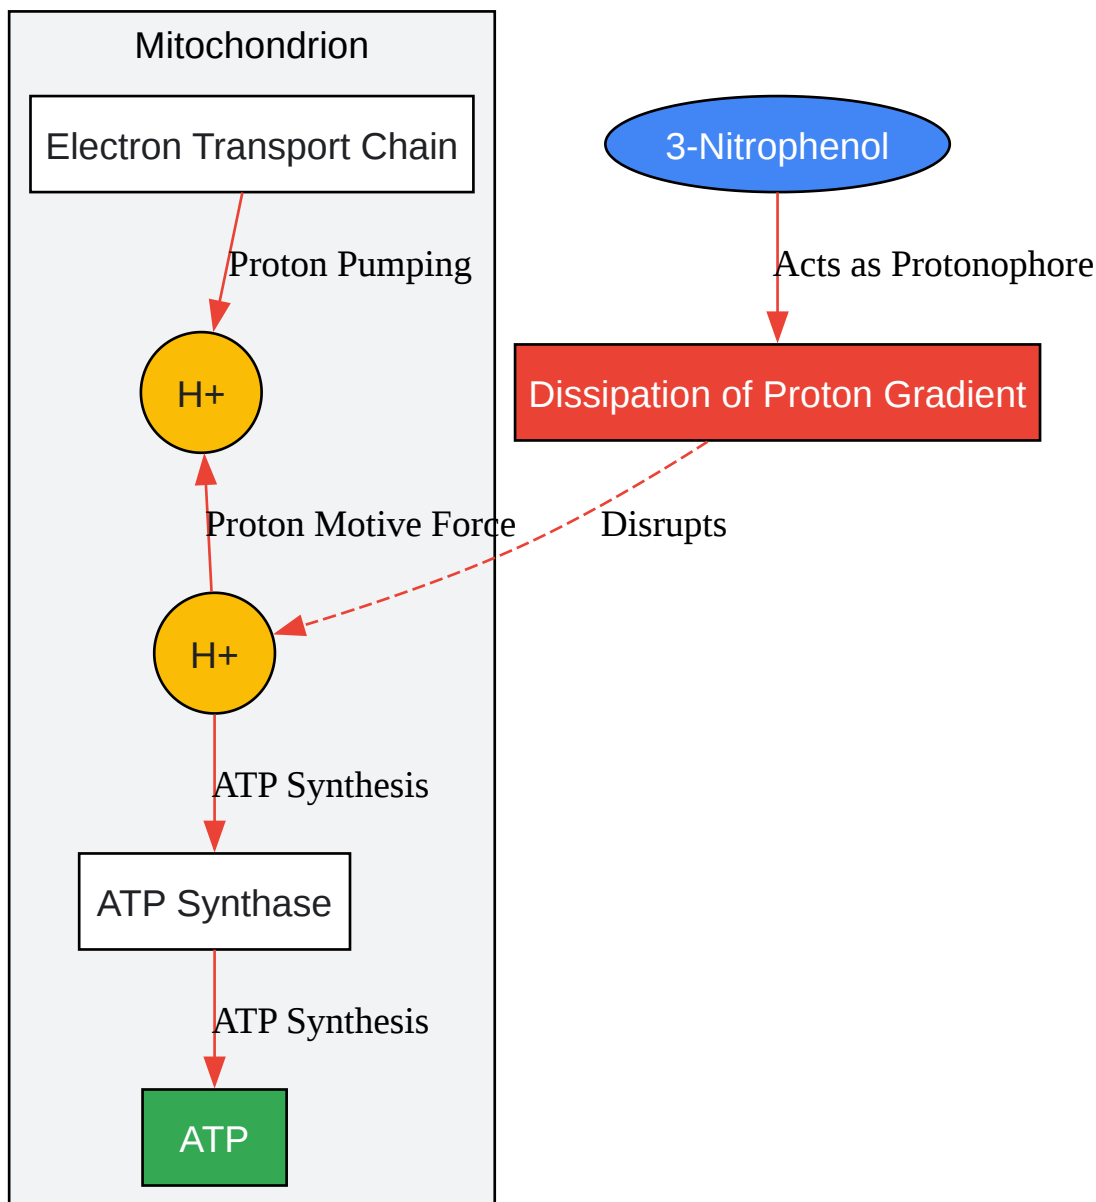 Mitochondrion
Electron Transport Chain
3-Nitrophenol
Proton Pumping
Acts as Protonophore
H+
Dissipation of Proton Gradient
Proton Motive Force
Disrupts
H+
ATP Synthesis
ATP Synthase
ATP Synthesis
ATP